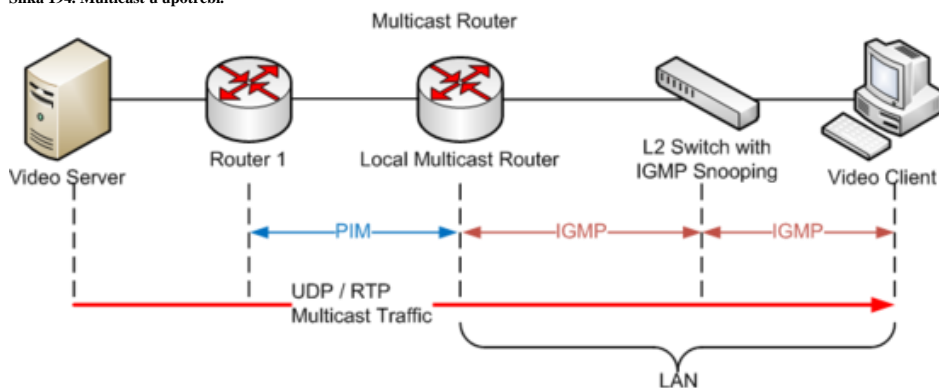 Slika 194. Multicast u upotrebi.
Multicast Router
Video Server
Router 1
Local Multicast Router
L2 Switch with
IGMP Snooping
Video Client
PIM
IGMP
IGMP
UDP / RTP
Multicast Traffic
LAN